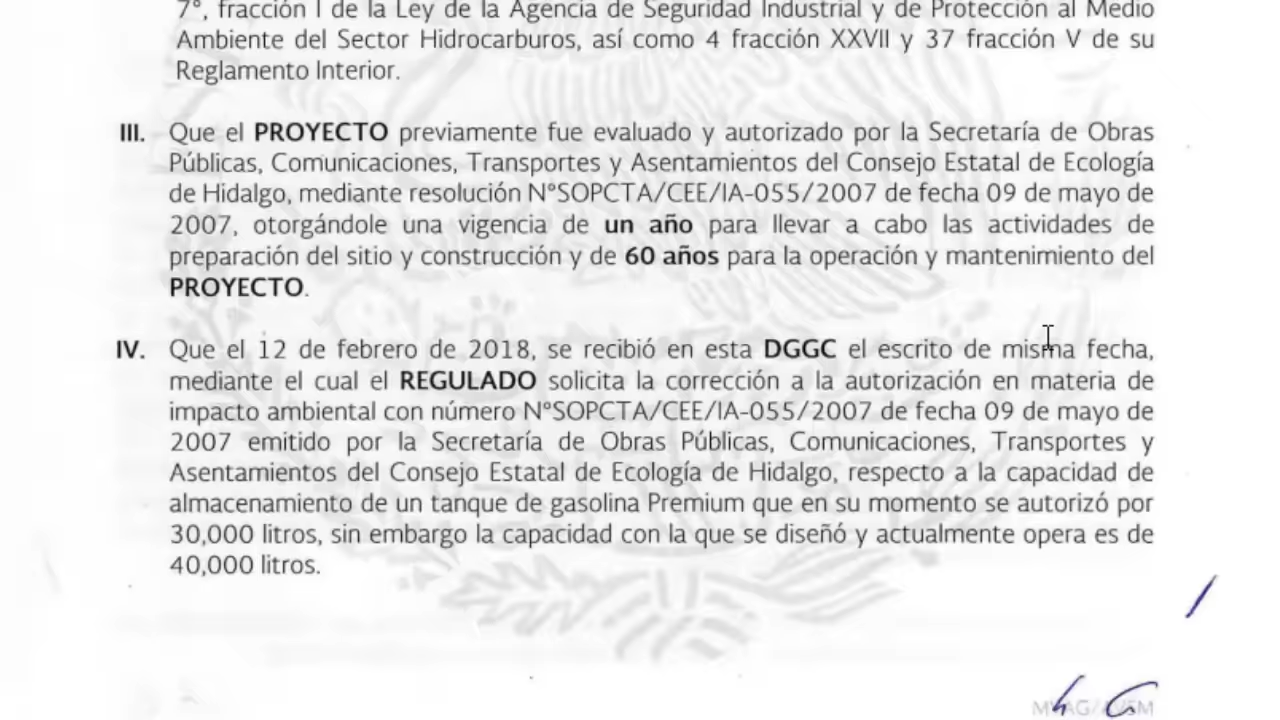 7°, fracción I de la Ley de la Agencia de Seguridad Industrial y de Protección al Medio
Ambiente del Sector Hidrocarburos, así como 4 fracción XXVII y 37 fracción V de su
Reglamento Interior.
III. Que el PROYECTO previamente fue evaluado y autorizado por la Secretaría de Obras
Públicas, Comunicaciones, Transportes y Asentamientos del Consejo Estatal de Ecología
de Hidalgo, mediante resolución N°SOPCTA/CEE/IA-055/2007 de fecha 09 de mayo de
2007, otorgándole una vigencia de un año para llevar a cabo las actividades de
preparación del sitio y construcción y de 60 años para la operación y mantenimiento del
PROYECTO.
IV. Que el 12 de febrero de 2018, se recibió en esta DGGC el escrito de misma fecha,
mediante el cual el REGULADO solicita la corrección a la autorización en materia de
impacto ambiental con número N°SOPCTA/CEE/IA-055/2007 de fecha 09 de mayo de
2007 emitido por la Secretaría de Obras Públicas, Comunicaciones, Transportes y
Asentamientos del Consejo Estatal de Ecología de Hidalgo, respecto a la capacidad de
almacenamiento de un tanque de gasolina Premium que en su momento se autorizó por
30,000 litros, sin embargo la capacidad con la que se diseñó y actualmente opera es de
40,000 litros.